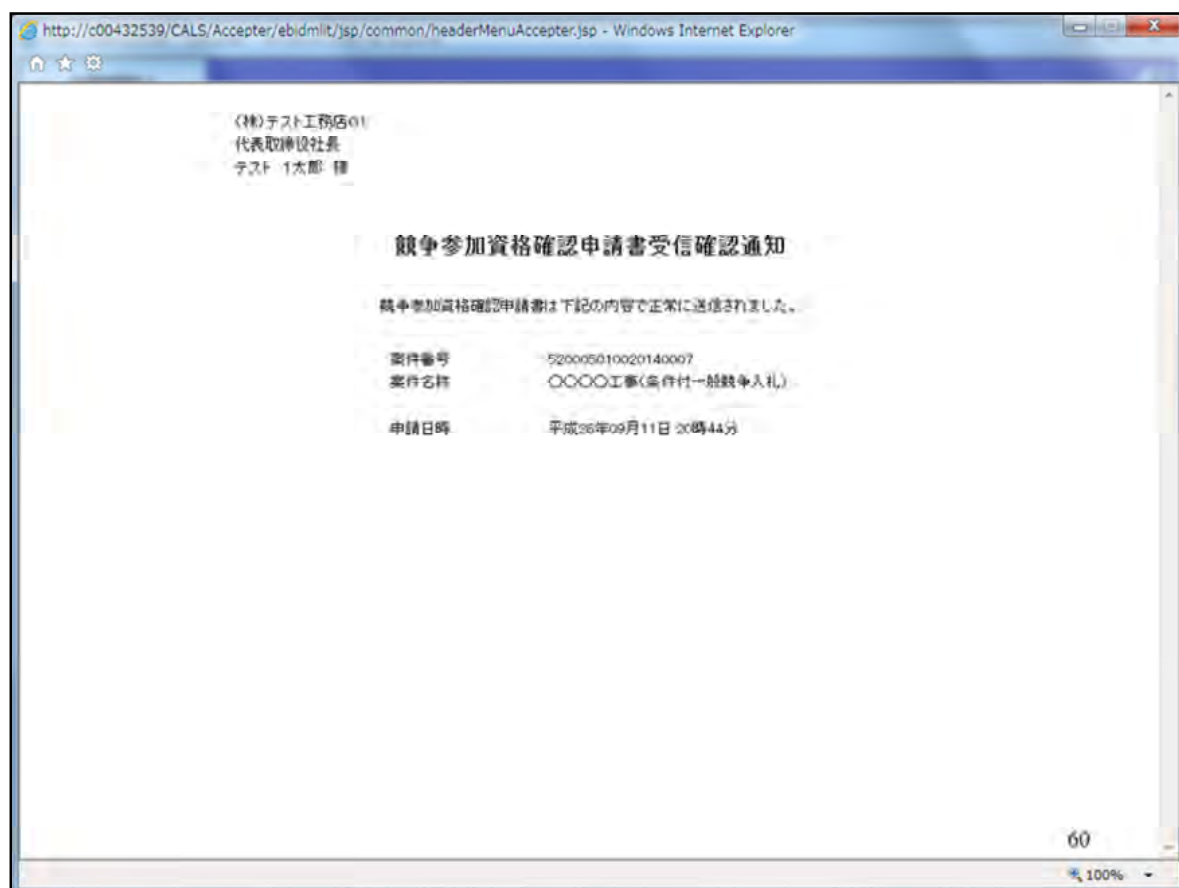 http://c00432539/CALS/Accepter/ebidmlit/jsp/common/headerMenuAccepter.jsp - Windows Internet Explorer
(株)テスト工務店01
代表取締役社長
テスト 1太郎 様
競争参加資格確認申請書受信確認通知
競争参加資格確認申請書は下記の内容で正常に送信されました。
案件番号 520005010020140007
案件名称 〇〇〇〇工事(条件付一般競争入札)
申請日時 平成26年09月11日 20時44分
60
100%